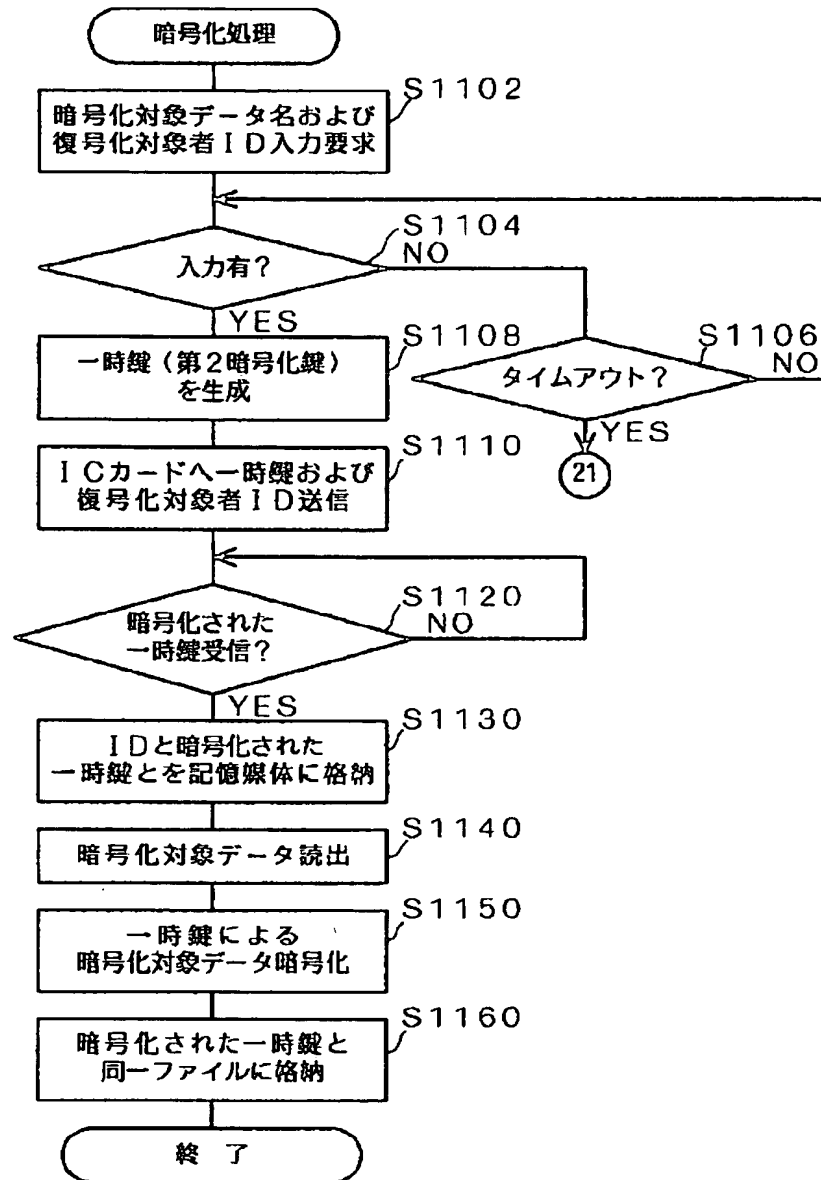 暗号化処理
S1102
暗号化対象データ名および
復号化対象者ID入力要求
S1104
入力有?
NO
YES
S1106
タイムアウト?
NO
YES
21
S1108
一時鍵(第2暗号化鍵)
を生成
S1110
ICカードへ一時鍵および
復号化対象者ID送信
S1120
暗号化された
一時鍵受信?
NO
YES
S1130
IDと暗号化された
一時鍵とを記憶媒体に格納
S1140
暗号化対象データ読出
S1150
一時鍵による
暗号化対象データ暗号化
S1160
暗号化された一時鍵と
同一ファイルに格納
終了